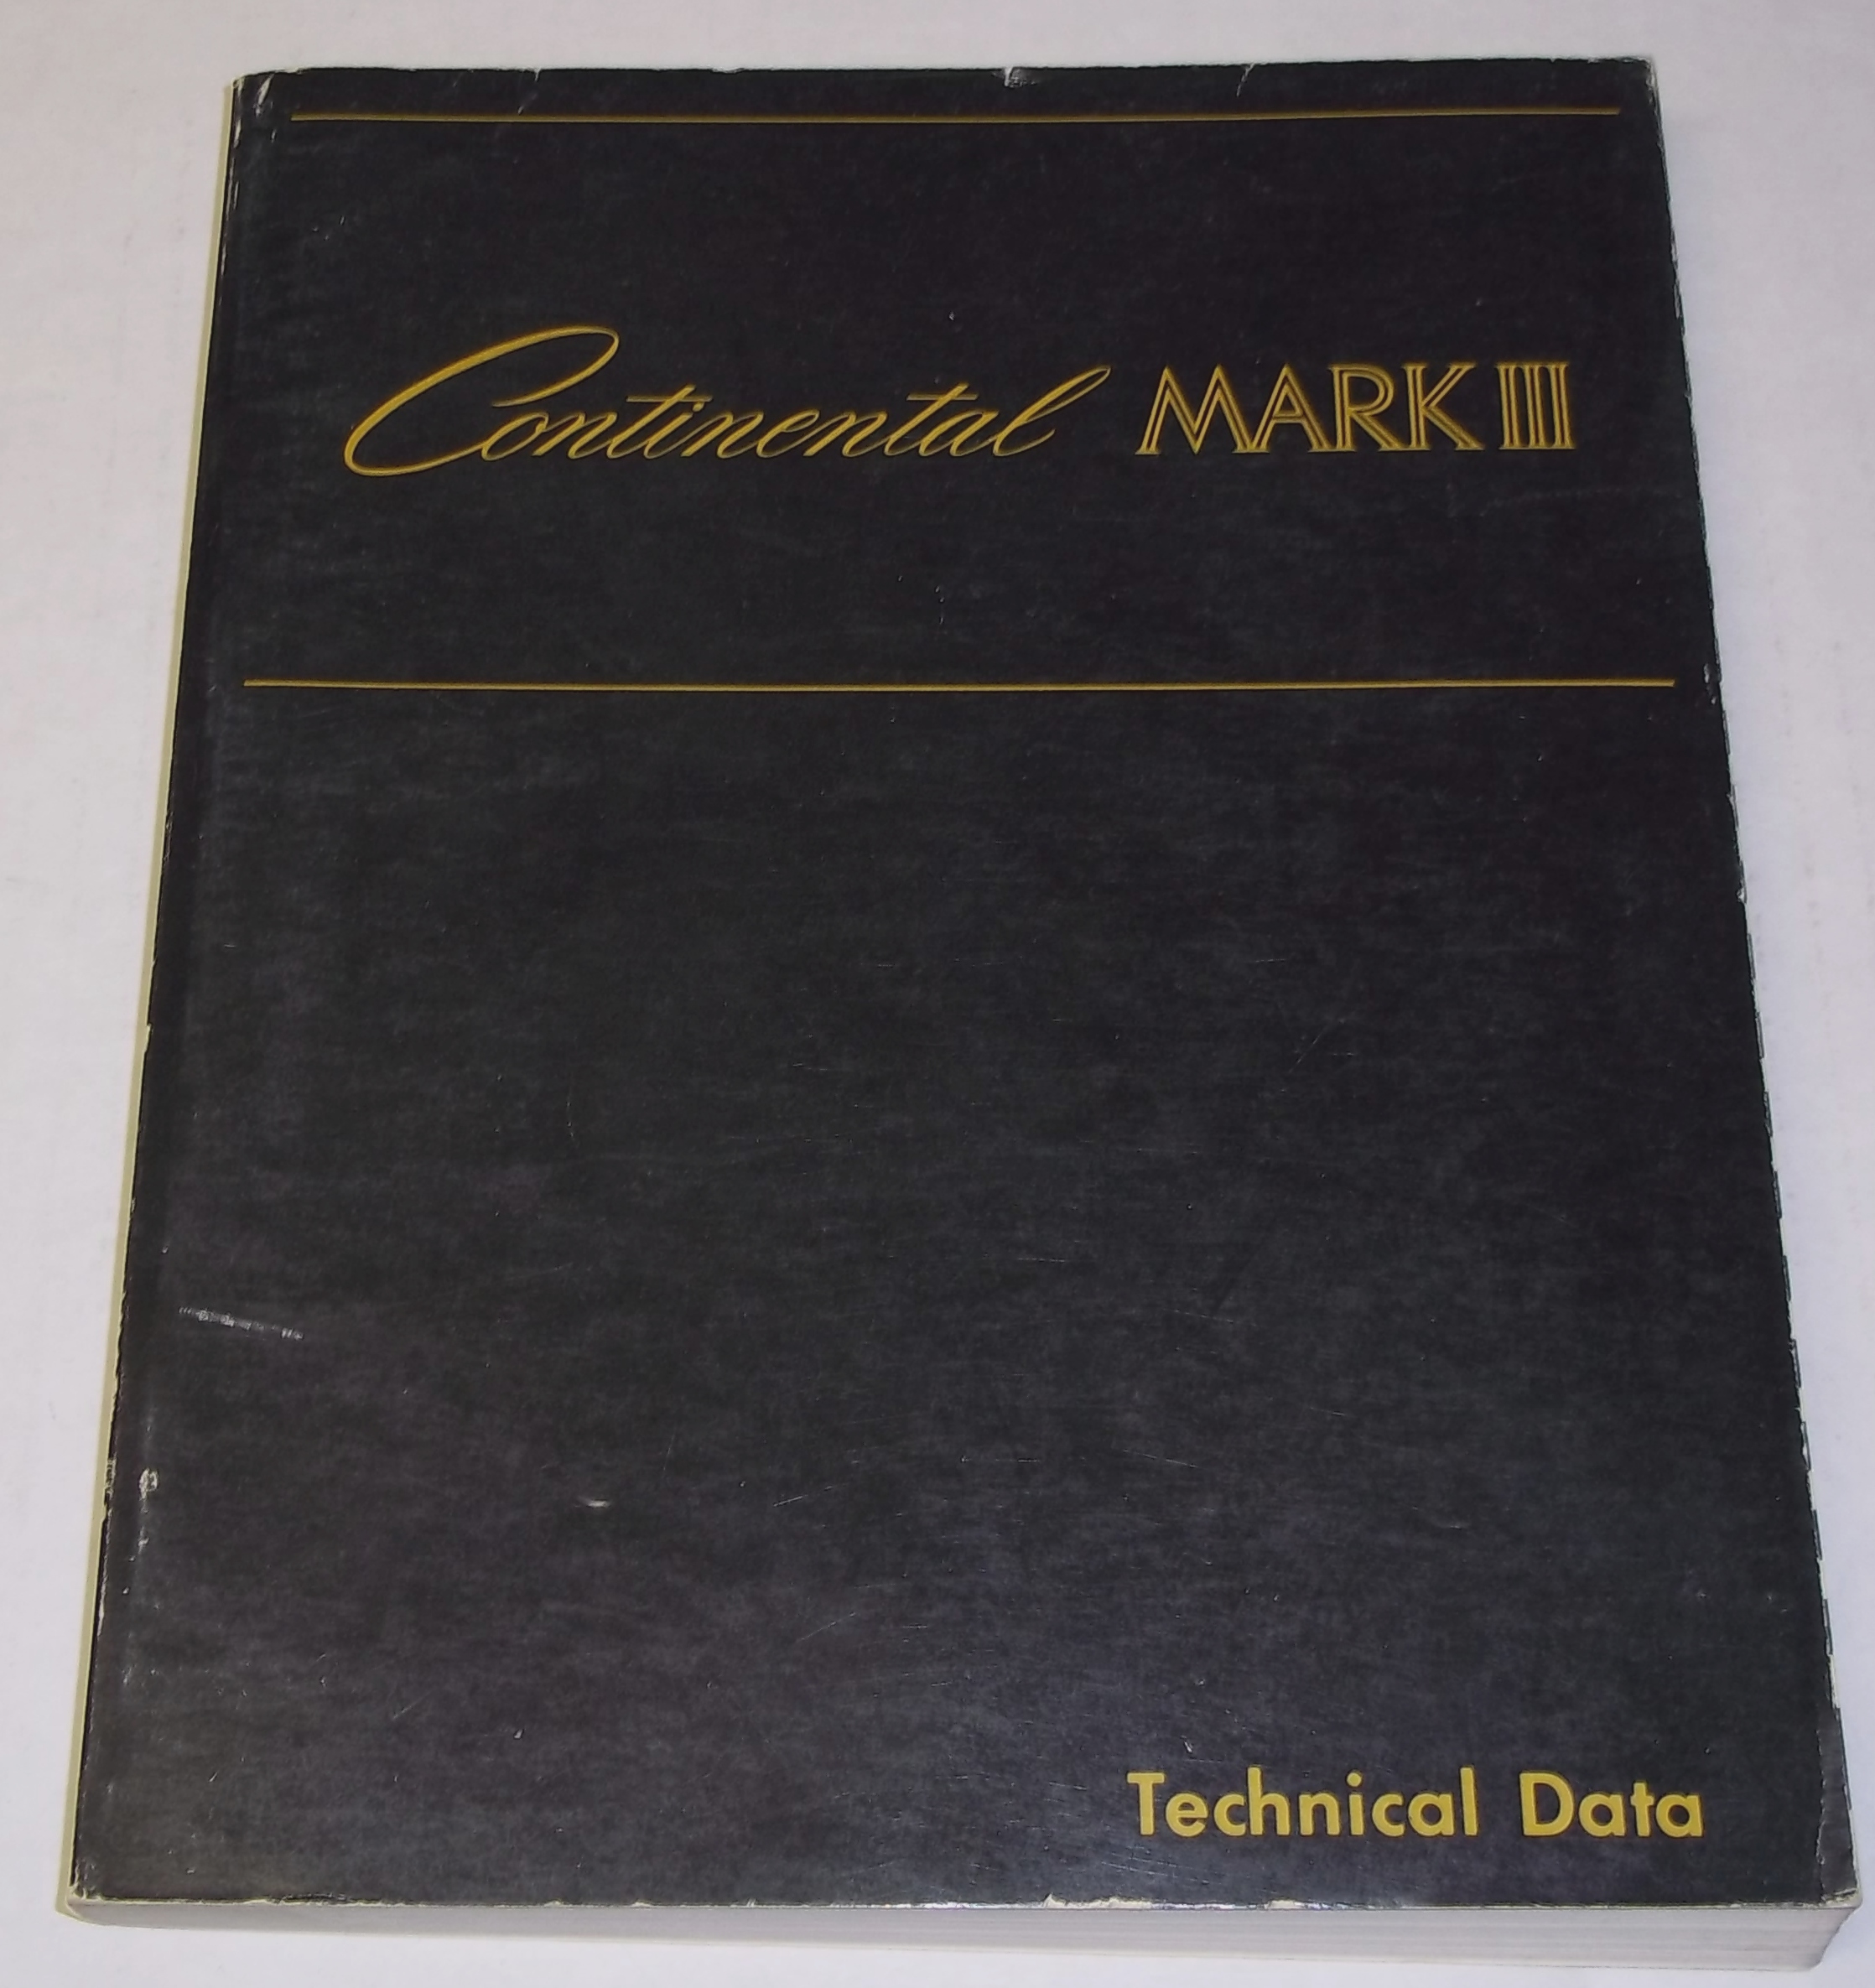 Continental MARK III
Technical Data